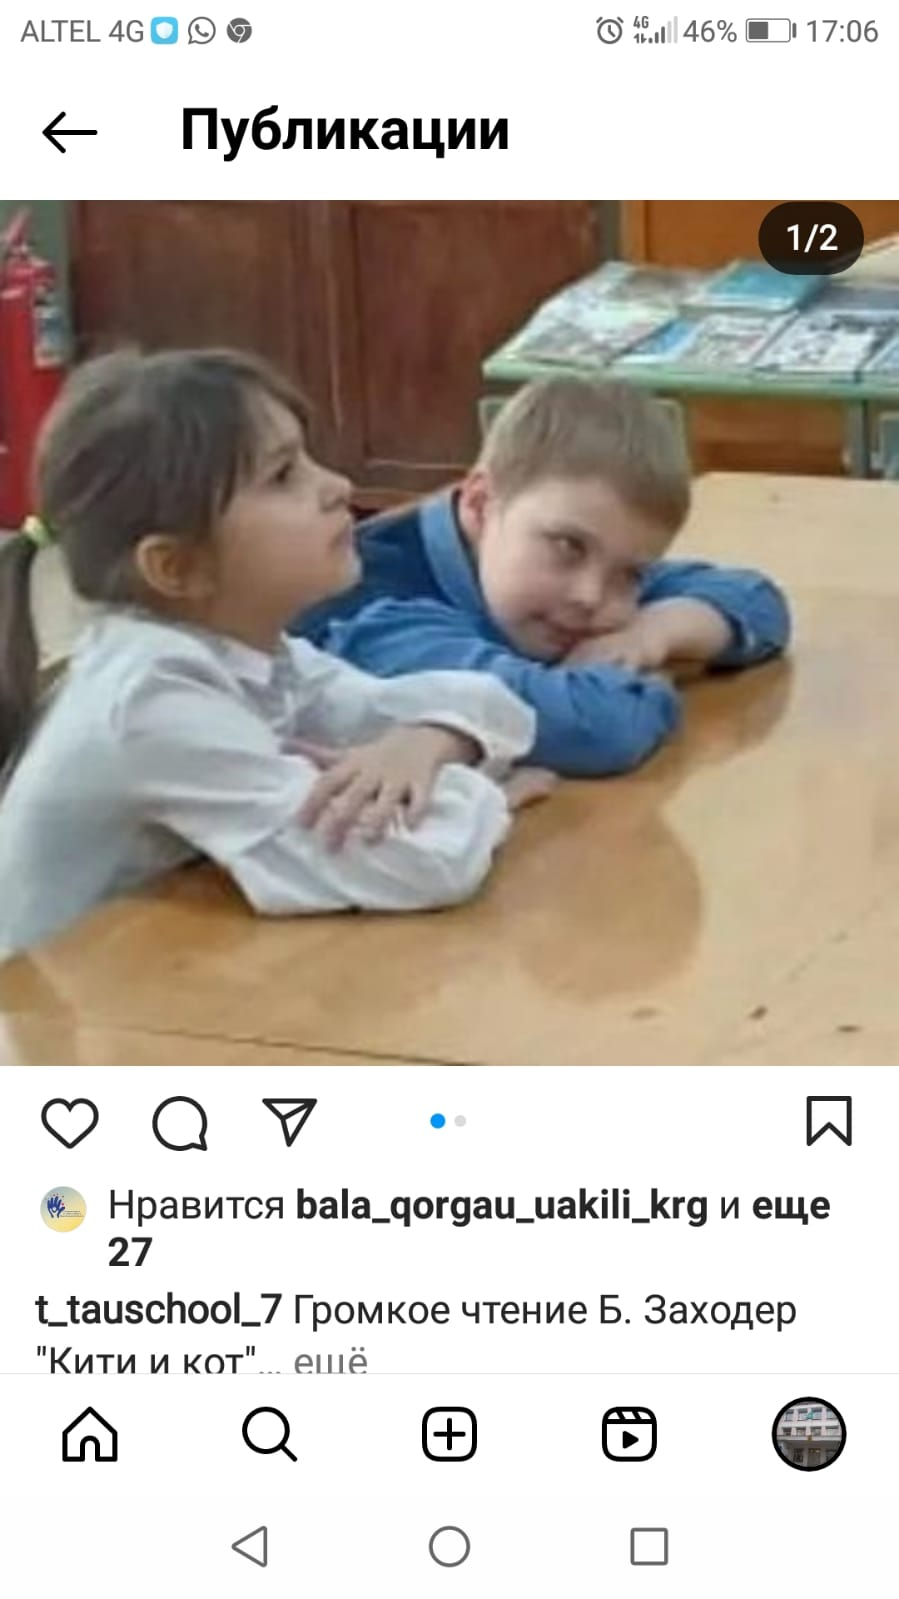 ALTEL 4G 4G 46% 17:06
Публикации
1/2
Нравится bala_qorgau_uakili_krg и еще
27
t_tauschool_7 Громкое чтение Б. Заходер
"Кити и кот"... ещё